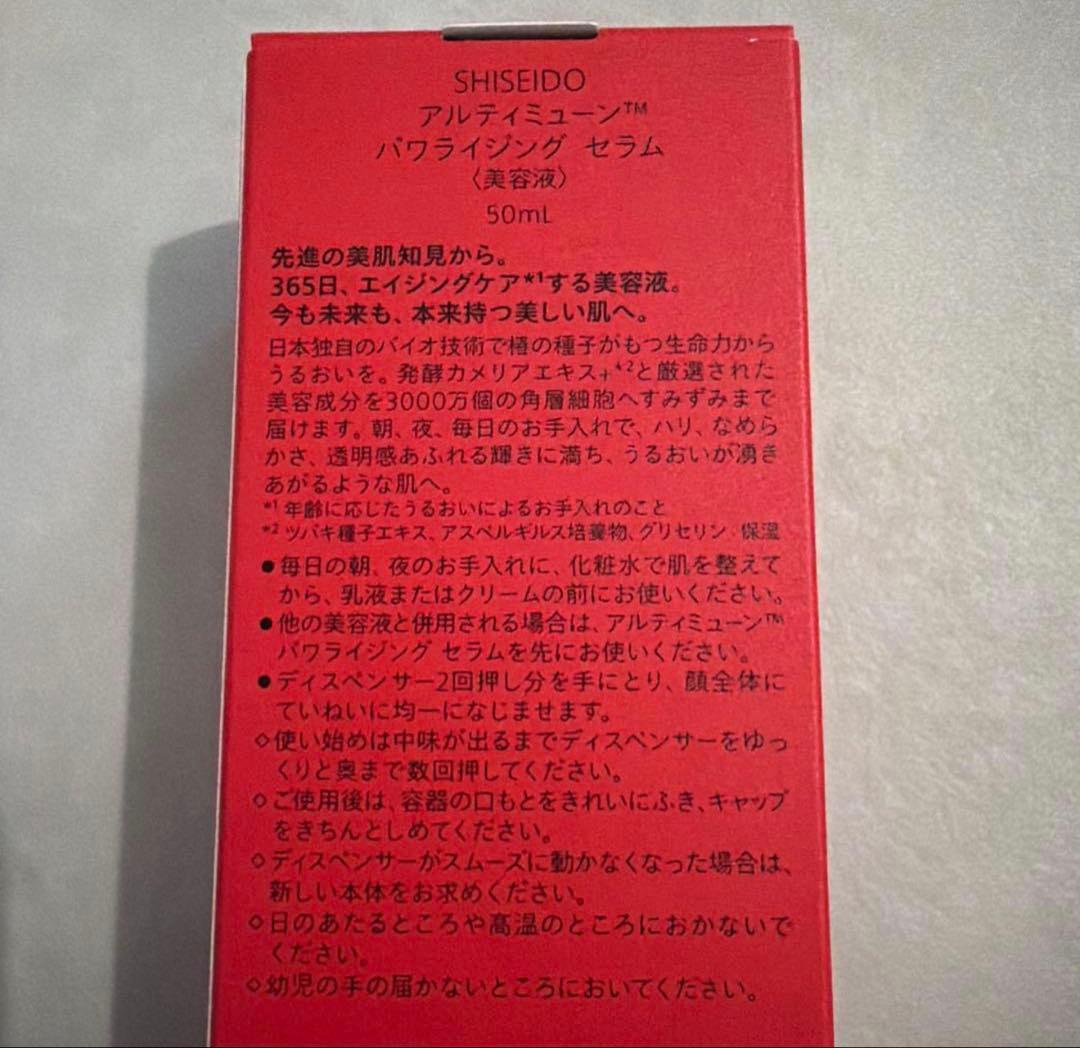 SHISEIDO
アルティミューン™
パワライジング セラム
〈美容液〉
50mL
先進の美肌知見から。
365日、エイジングケア*¹する美容液。
今も未来も、本来持つ美しい肌へ。
日本独自のバイオ技術で椿の種子がもつ生命力から
うるおいを。発酵カメリアエキス+*²と厳選された
美容成分を3000万個の角層細胞へすみずみまで
届けます。朝、夜、毎日のお手入れで、ハリ、なめら
かさ、透明感あふれる輝きに満ち、うるおいが湧き
あがるような肌へ。
*¹ 年齢に応じたうるおいによるお手入れのこと
*² ツバキ種子エキス、アスペルギルス培養物、グリセリン:保湿
●毎日の朝、夜のお手入れに、化粧水で肌を整えて
から、乳液またはクリームの前にお使いください。
●他の美容液と併用される場合は、アルティミューン™
パワライジング セラムを先にお使いください。
●ディスペンサー2回押し分を手にとり、顔全体に
ていねいに均一になじませます。
◇使い始めは中味が出るまでディスペンサーをゆっ
くりと奥まで数回押してください。
◇ご使用後は、容器の口もとをきれいにふき、キャップ
をきちんとしめてください。
◇ディスペンサーがスムーズに動かなくなった場合は、
新しい本体をお求めください。
◇日のあたるところや高温のところにおかないで
ください。
◇幼児の手の届かないところにおいてください。